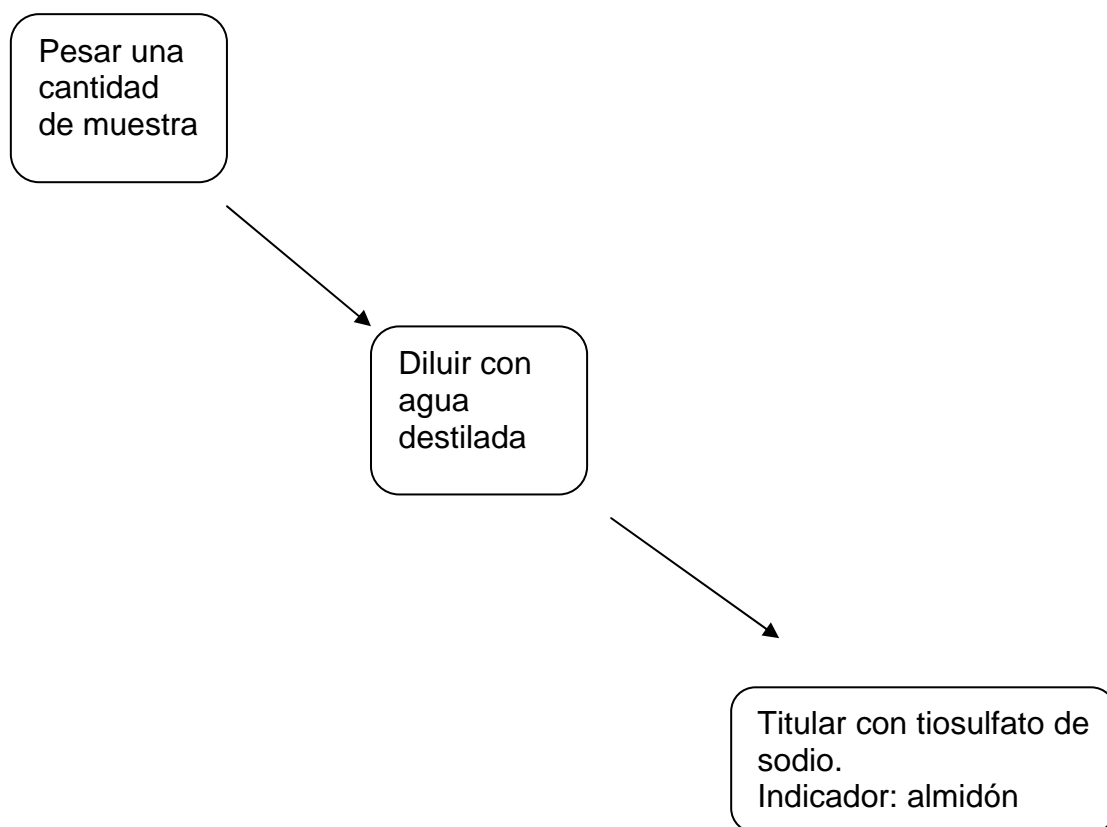 Pesar una
cantidad
de muestra
Diluir con
agua
destilada
Titular con tiosulfato de
sodio.
Indicador: almidón